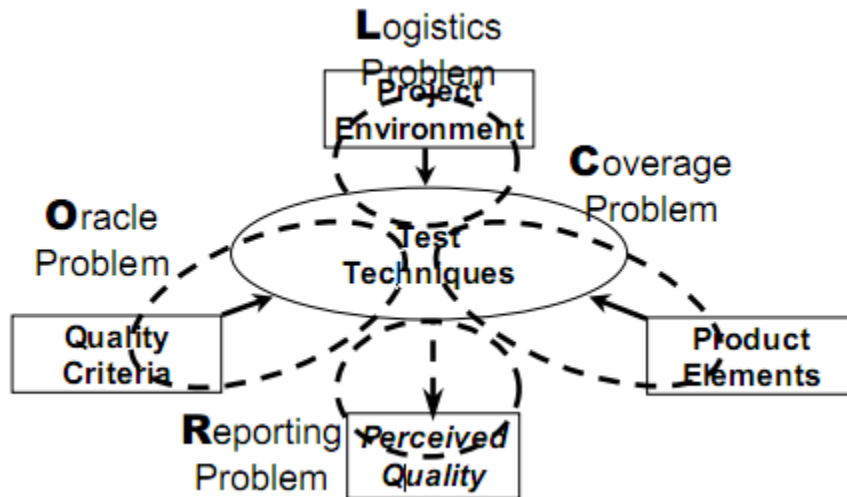 Logistics
Problem
Project
Environment
Coverage
Problem
Oracle
Problem
Test
Techniques
Quality
Criteria
Product
Elements
Reporting
Problem
Perceived
Quality